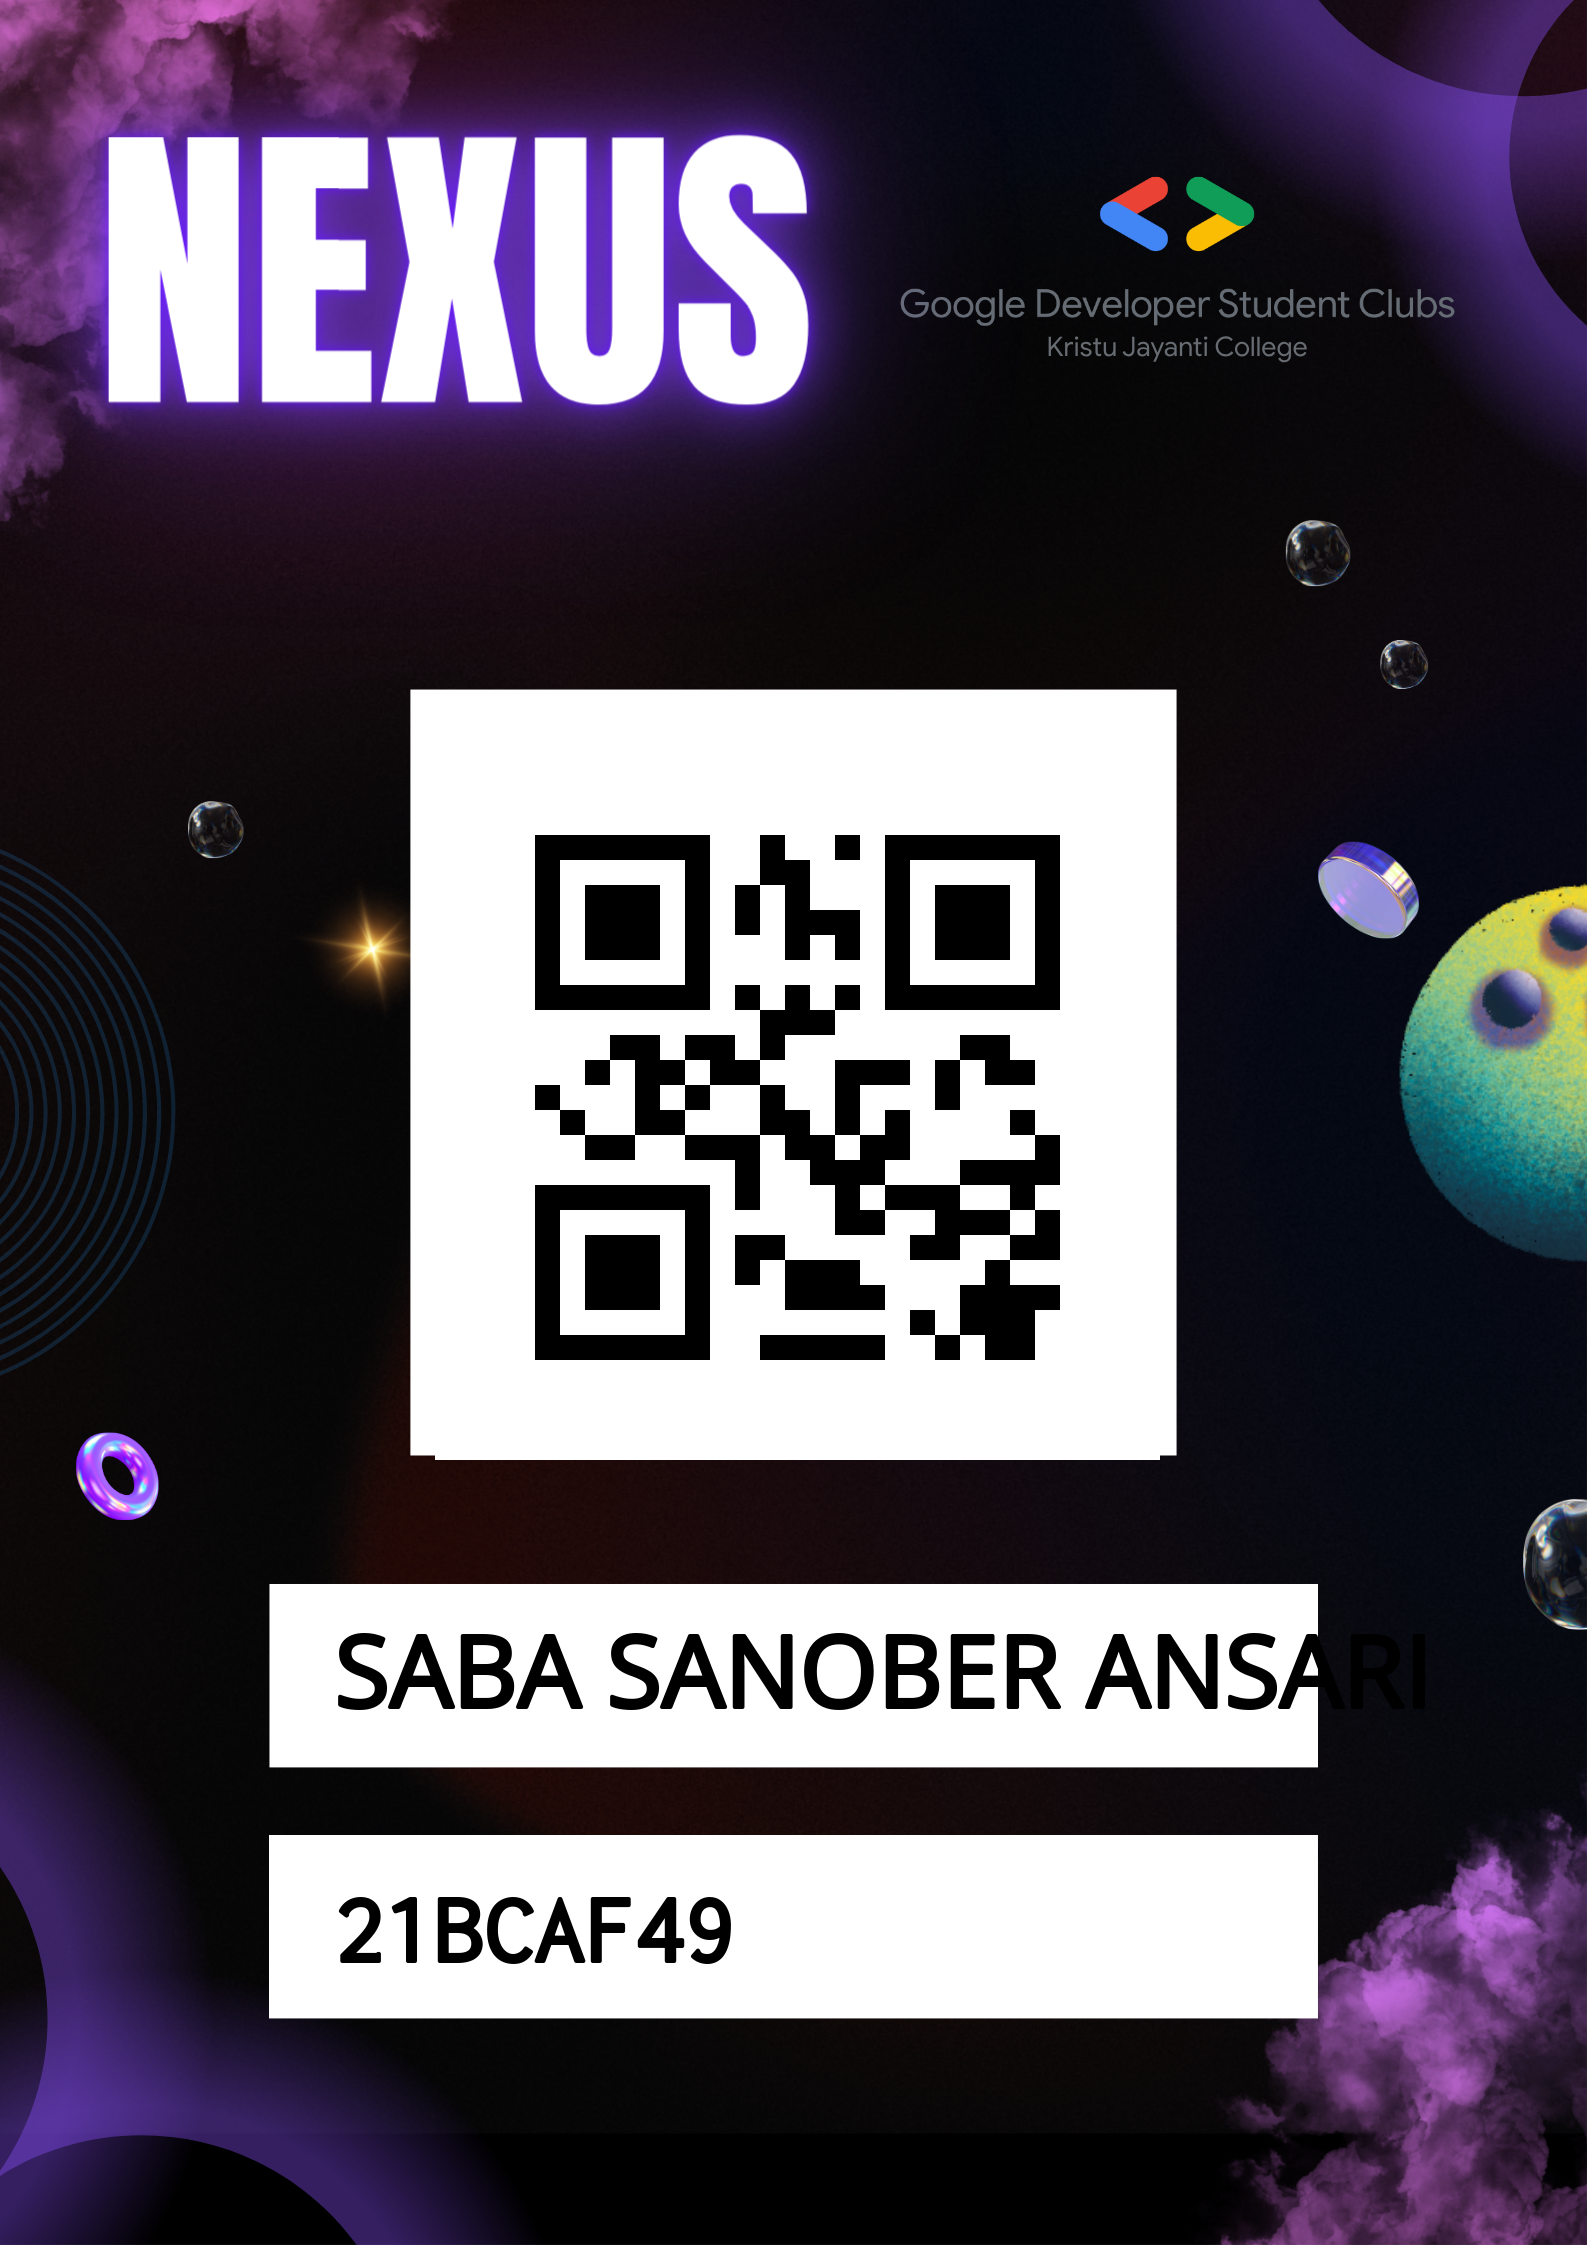 NEXUS
Google Developer Student Clubs
Kristu Jayanti College
SABA SANOBER ANSARI
21BCAF49